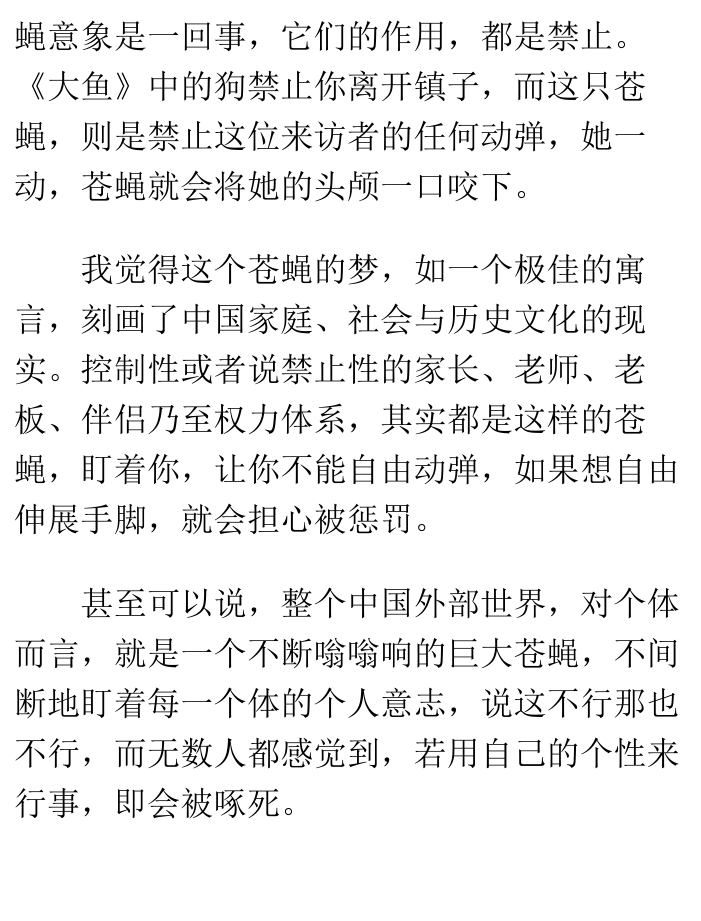 蝇意象是一回事，它们的作用，都是禁止。
《大鱼》中的狗禁止你离开镇子，而这只苍
蝇，则是禁止这位来访者的任何动弹，她一
动，苍蝇就会将她的头颅一口咬下。
我觉得这个苍蝇的梦，如一个极佳的寓
言，刻画了中国家庭、社会与历史文化的现
实。控制性或者说禁止性的家长、老师、老
板、伴侣乃至权力体系，其实都是这样的苍
蝇，盯着你，让你不能自由动弹，如果想自由
伸展手脚，就会担心被惩罚。
甚至可以说，整个中国外部世界，对个体
而言，就是一个不断嗡嗡响的巨大苍蝇，不间
断地盯着每一个体的个人意志，说这不行那也
不行，而无数人都感觉到，若用自己的个性来
行事，即会被啄死。